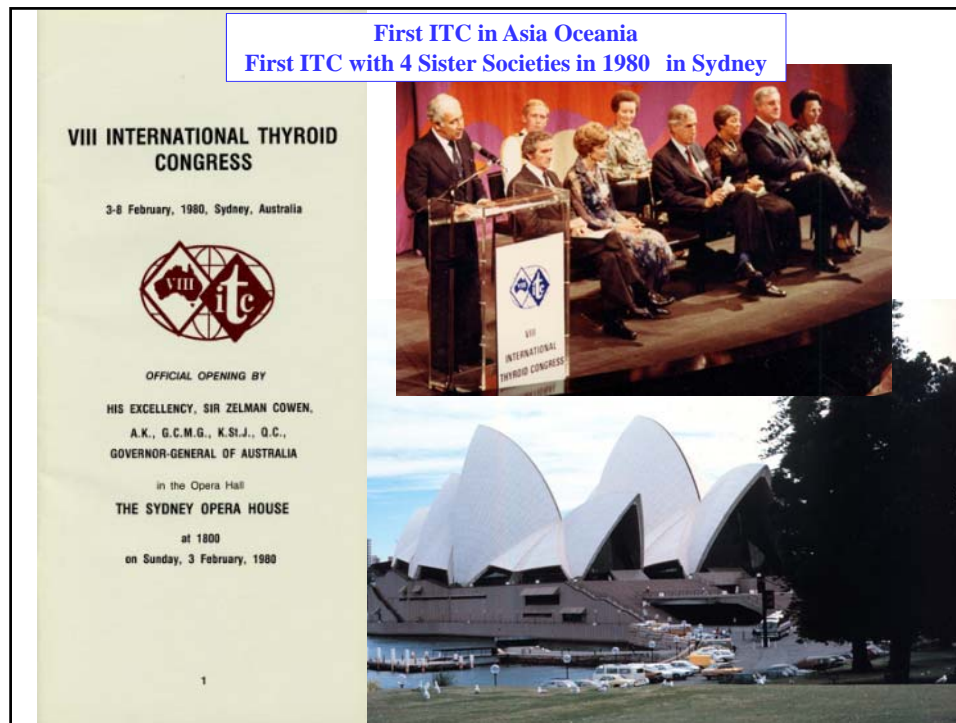 First ITC in Asia Oceania
First ITC with 4 Sister Societies in 1980 in Sydney
VIII INTERNATIONAL THYROID
CONGRESS
3-8 February, 1980, Sydney, Australia
VIII itc
OFFICIAL OPENING BY
HIS EXCELLENCY, SIR ZELMAN COWEN,
A.K., G.C.M.G., K.St.J., Q.C.,
GOVERNOR-GENERAL OF AUSTRALIA
in the Opera Hall
THE SYDNEY OPERA HOUSE
at 1800
on Sunday, 3 February, 1980
1
itc
VIII
INTERNATIONAL
THYROID CONGRESS